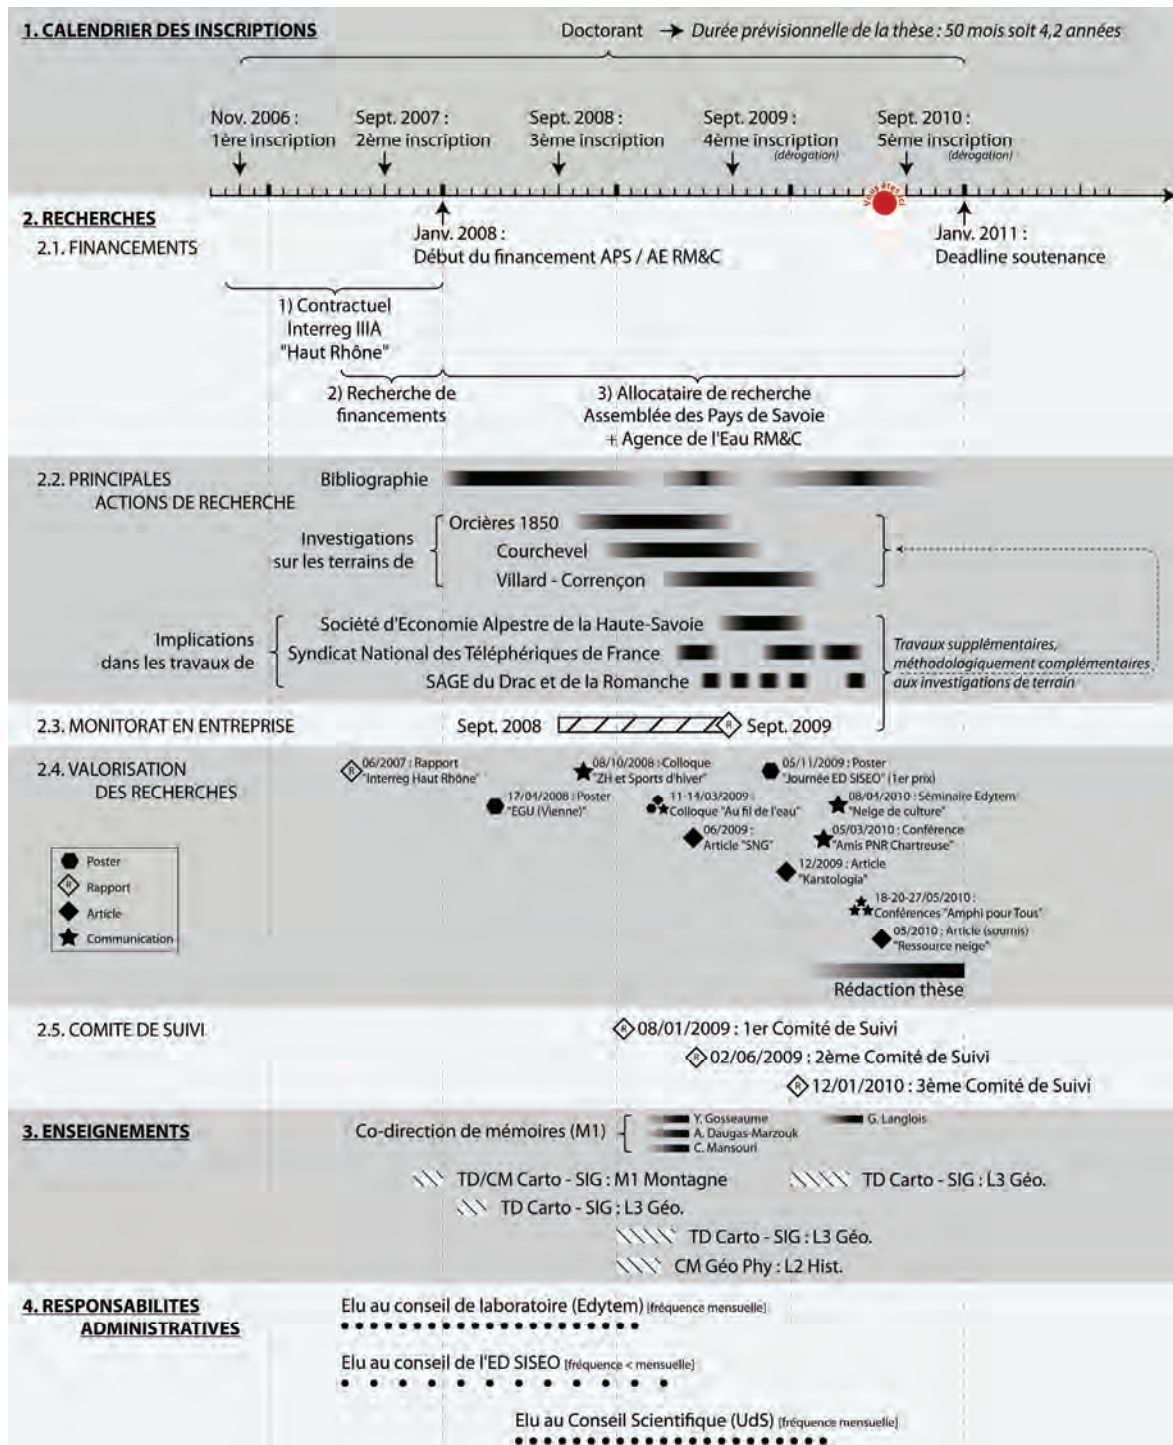 1. CALENDRIER DES INSCRIPTIONS
Doctorant → Durée prévisionnelle de la thèse : 50 mois soit 4,2 années
Nov. 2006 :
1ère inscription
Sept. 2007 :
2ème inscription
Sept. 2008 :
3ème inscription
Sept. 2009 :
4ème inscription
(dérogation)
Sept. 2010 :
5ème inscription
(dérogation)
Vous êtes ici
2. RECHERCHES
2.1. FINANCEMENTS
Janv. 2008 :
Début du financement APS / AE RM&C
Janv. 2011 :
Deadline soutenance
1) Contractuel
Interreg IIIA
"Haut Rhône"
2) Recherche de
financements
3) Allocataire de recherche
Assemblée des Pays de Savoie
+ Agence de l'Eau RM&C
2.2. PRINCIPALES
ACTIONS DE RECHERCHE
Bibliographie
Investigations
sur les terrains de
Orcières 1850
Courchevel
Villard - Corrençon
Implications
dans les travaux de
Société d'Economie Alpestre de la Haute-Savoie
Syndicat National des Téléphériques de France
SAGE du Drac et de la Romanche
Travaux supplémentaires,
méthodologiquement complémentaires
aux investigations de terrain
2.3. MONITORAT EN ENTREPRISE
Sept. 2008
R
Sept. 2009
2.4. VALORISATION
DES RECHERCHES
R
06/2007 : Rapport
"Interreg Haut Rhône"
08/10/2008 : Colloque
"ZH et Sports d'hiver"
05/11/2009 : Poster
"Journée ED SISEO" (1er prix)
17/04/2008 : Poster
"EGU (Vienne)"
11-14/03/2009 :
Colloque "Au fil de l'eau"
08/04/2010 : Séminaire Edytem
"Neige de culture"
06/2009 :
Article "SNG"
05/03/2010 : Conférence
"Amis PNR Chartreuse"
12/2009 : Article
"Karstologia"
18-20-27/05/2010 :
Conférences "Amphi pour Tous"
05/2010 : Article (soumis)
"Ressource neige"
Poster
R
Rapport
Article
Communication
Rédaction thèse
2.5. COMITE DE SUIVI
R
08/01/2009 : 1er Comité de Suivi
R
02/06/2009 : 2ème Comité de Suivi
R
12/01/2010 : 3ème Comité de Suivi
3. ENSEIGNEMENTS
Co-direction de mémoires (M1)
Y. Gosseaume
A. Daugas-Marzouk
C. Mansouri
G. Langlois
TD/CM Carto - SIG : M1 Montagne
TD Carto - SIG : L3 Géo.
TD Carto - SIG : L3 Géo.
TD Carto - SIG : L3 Géo.
CM Géo Phy : L2 Hist.
4. RESPONSABILITES
ADMINISTRATIVES
Elu au conseil de laboratoire (Edytem) [fréquence mensuelle]
Elu au conseil de l'ED SISEO [fréquence < mensuelle]
Elu au Conseil Scientifique (UdS) [fréquence mensuelle]